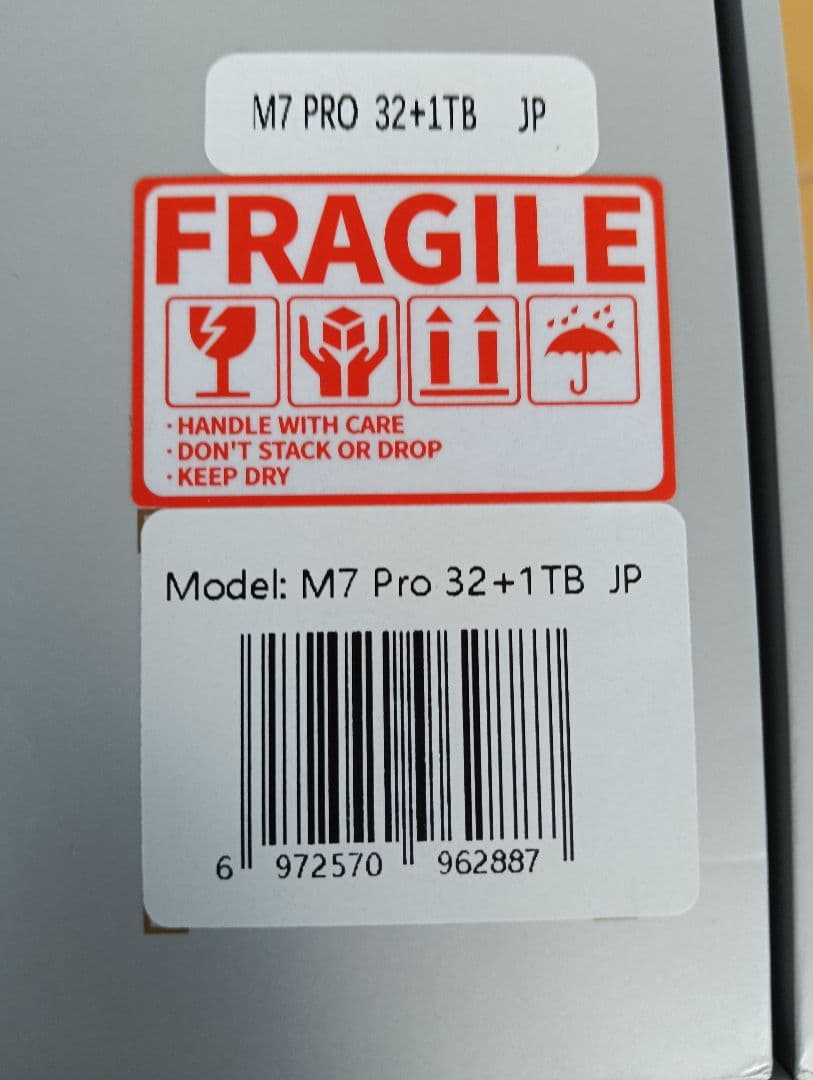 M7 PRO 32+1TB JP
FRAGILE
· HANDLE WITH CARE
· DON'T STACK OR DROP
· KEEP DRY
Model: M7 Pro 32+1TB JP
6 972570 962887